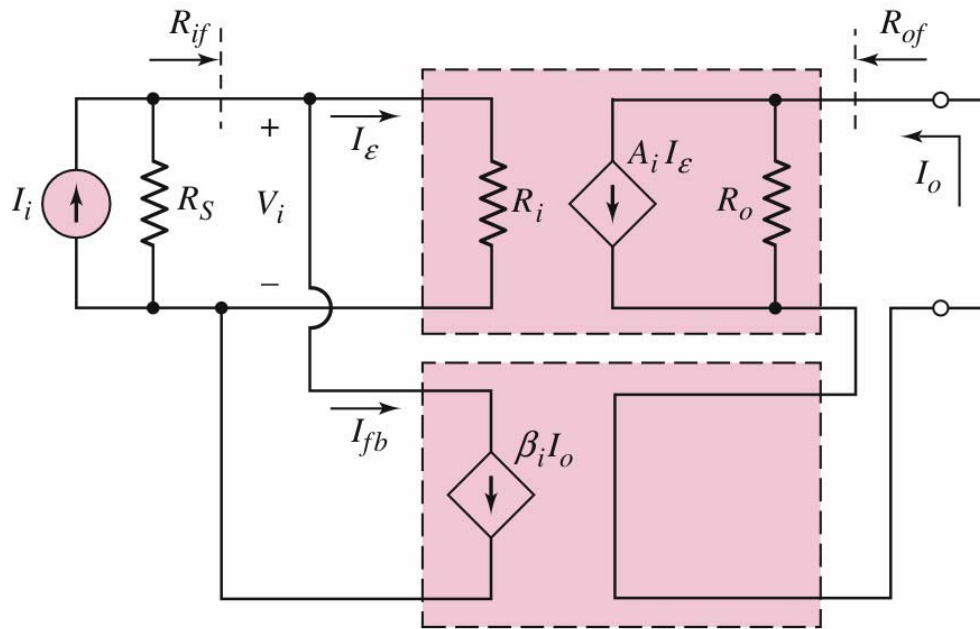 R_if
R_of
+
I_ε
A_i I_ε
I_o
I_i
R_S
V_i
R_i
R_o
−
I_fb
β_i I_o